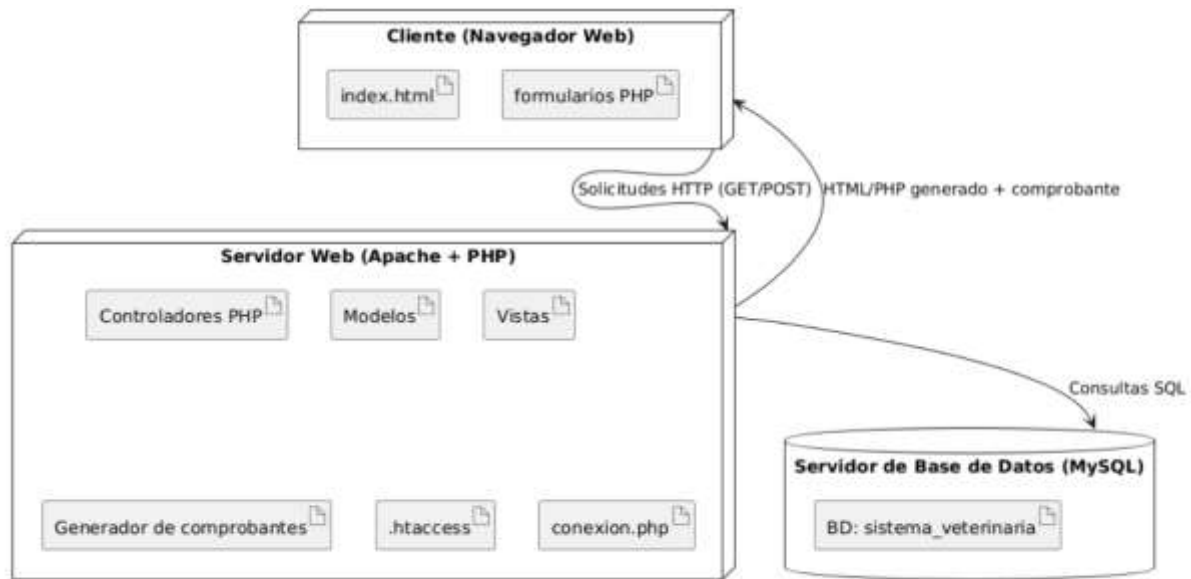 Cliente (Navegador Web)
index.html
formularios PHP
Solicitudes HTTP (GET/POST)
HTML/PHP generado + comprobante
Servidor Web (Apache + PHP)
Controladores PHP
Modelos
Vistas
Consultas SQL
Servidor de Base de Datos (MySQL)
Generador de comprobantes
.htaccess
conexion.php
BD: sistema_veterinaria